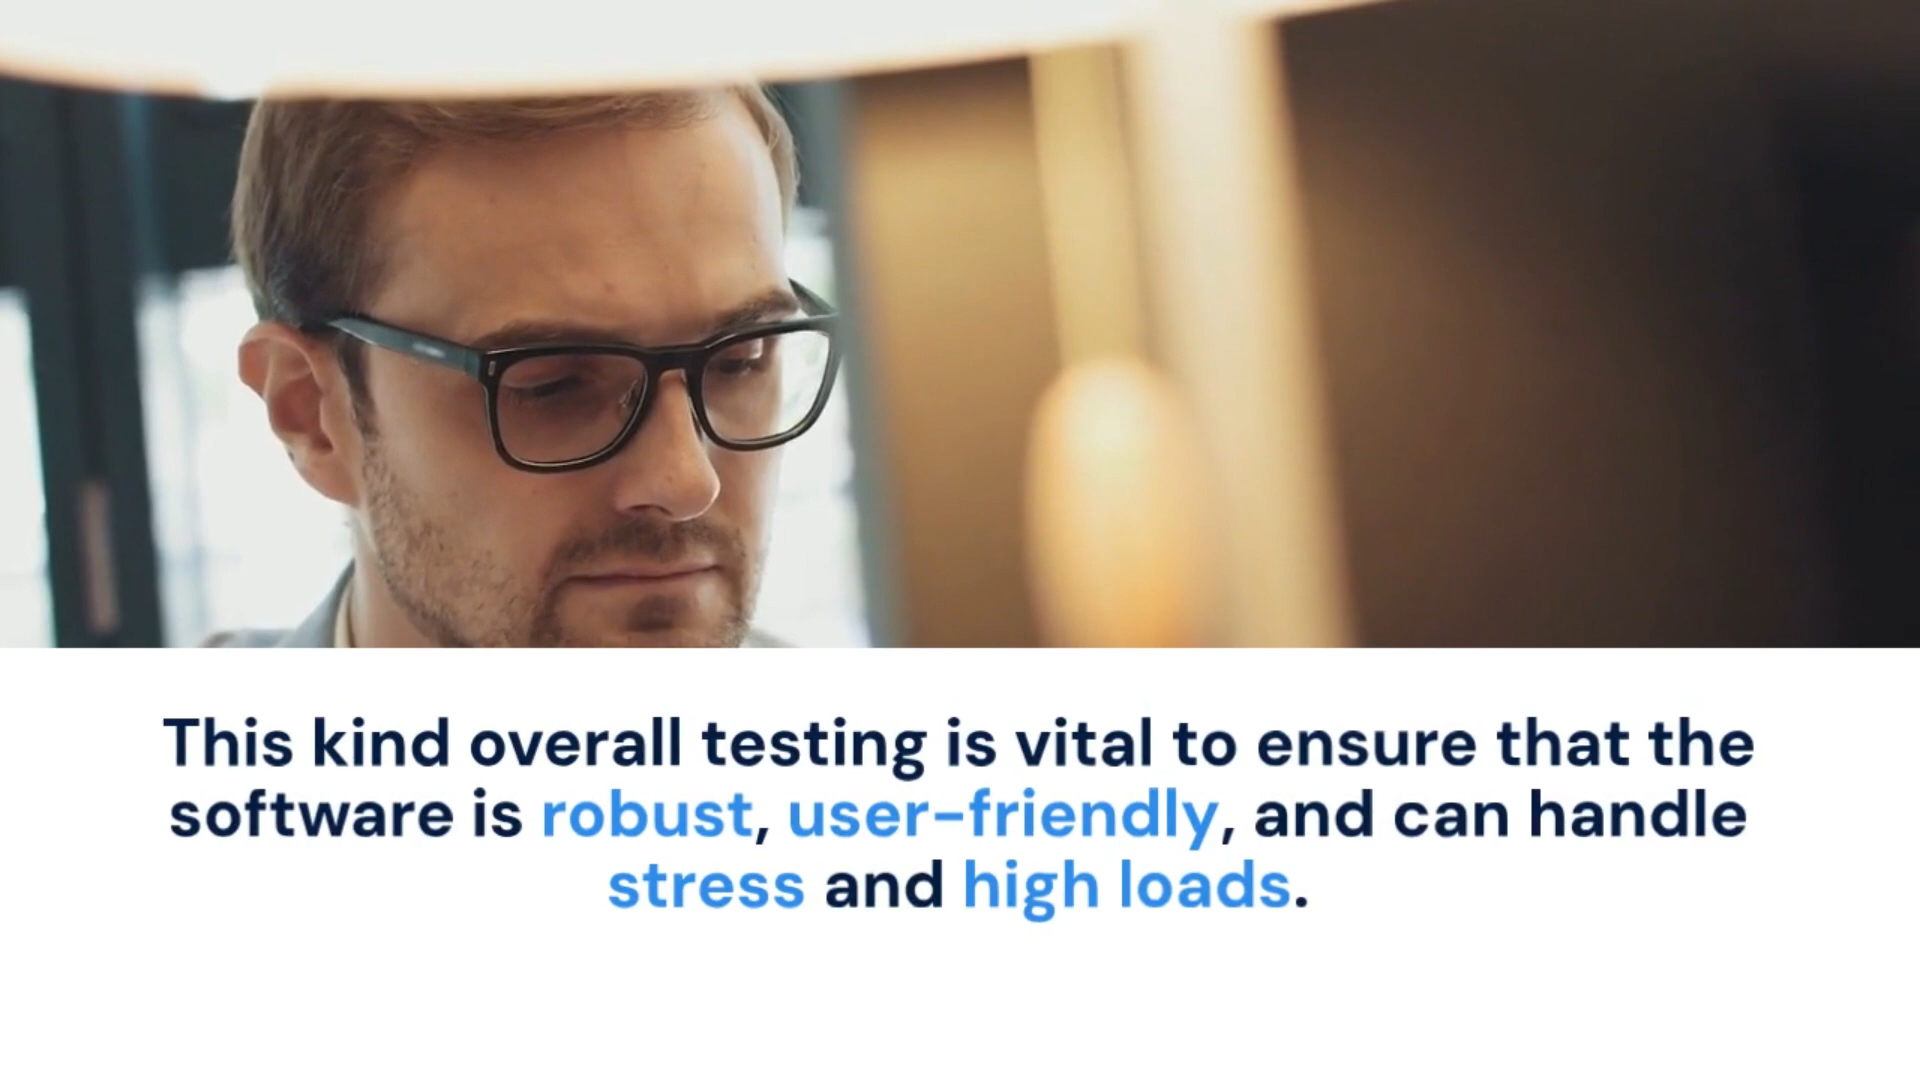 This kind overall testing is vital to ensure that the
software is robust, user-friendly, and can handle
stress and high loads.